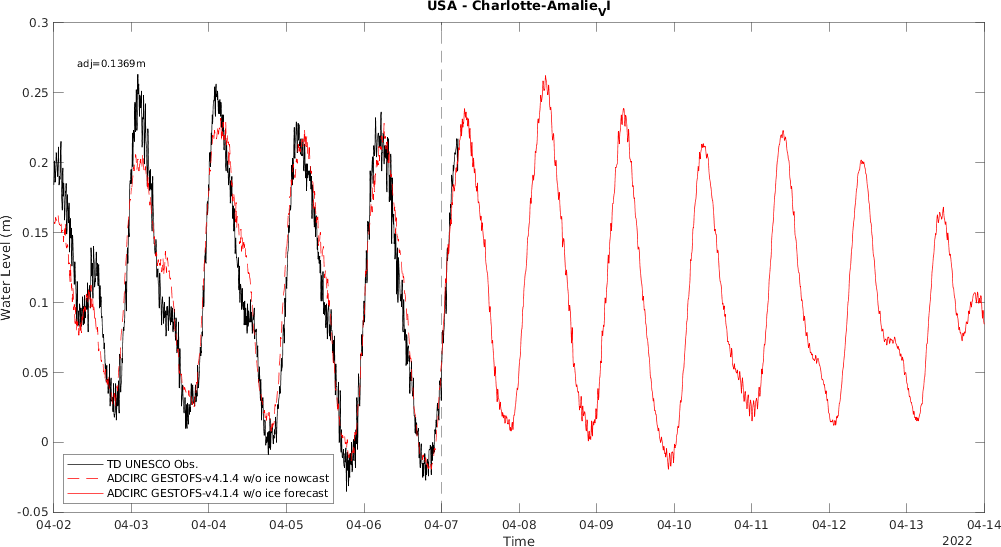 USA - Charlotte-AmalieVI
0.3
adj=0.1369m
0.25
0.2
0.15
Water Level (m)
0.1
0.05
0
TD UNESCO Obs.
ADCIRC GESTOFS-v4.1.4 w/o ice nowcast
ADCIRC GESTOFS-v4.1.4 w/o ice forecast
-0.05
04-02 04-03 04-04 04-05 04-06 04-07 04-08 04-09 04-10 04-11 04-12 04-13 04-14
Time
2022